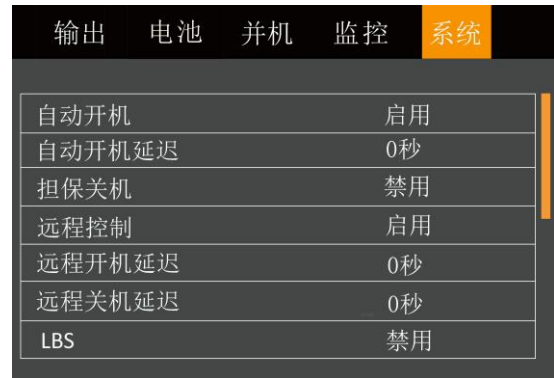 输出 电池 并机 监控 系统
自动开机 启用
自动开机延迟 0秒
担保关机 禁用
远程控制 启用
远程开机延迟 0秒
远程关机延迟 0秒
LBS 禁用